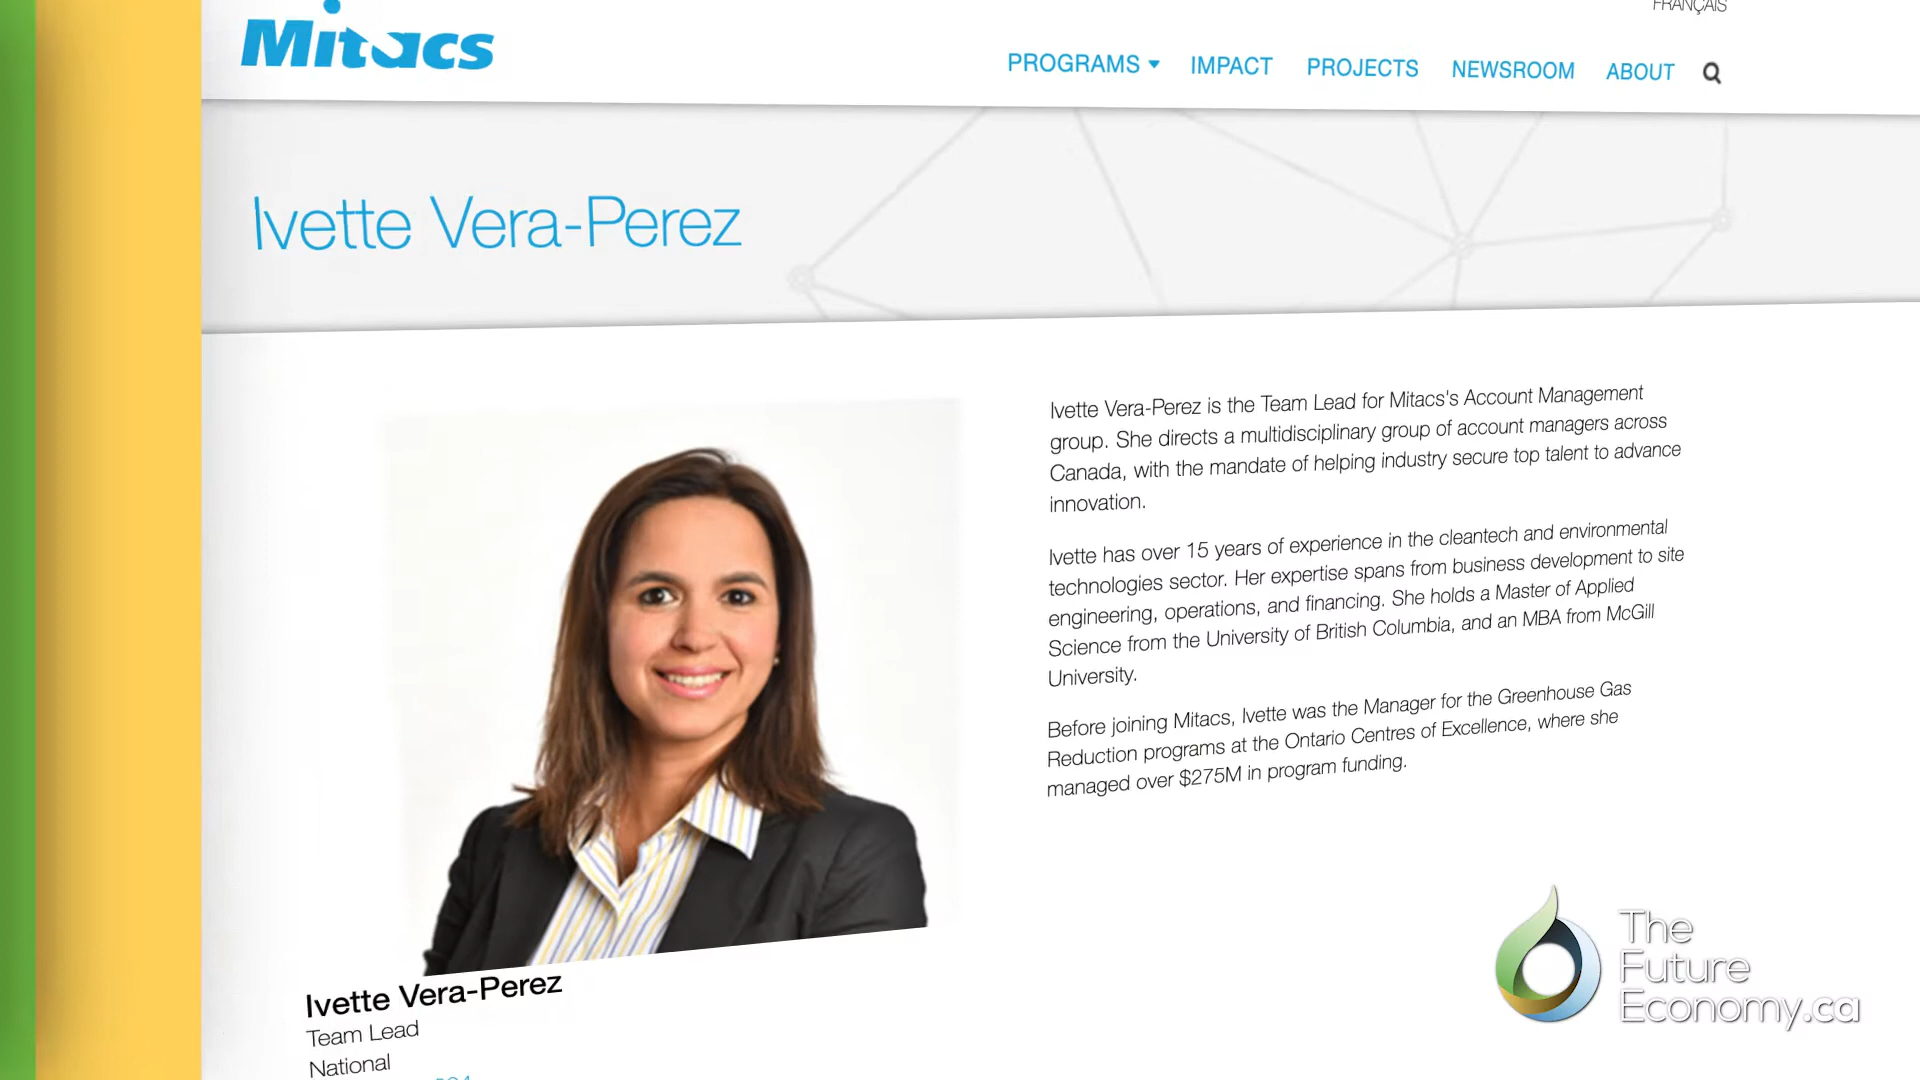 FRANÇAIS
Mitacs
PROGRAMS IMPACT PROJECTS NEWSROOM ABOUT
Ivette Vera-Perez
Ivette Vera-Perez is the Team Lead for Mitacs's Account Management
group. She directs a multidisciplinary group of account managers across
Canada, with the mandate of helping industry secure top talent to advance
innovation.
Ivette has over 15 years of experience in the cleantech and environmental
technologies sector. Her expertise spans from business development to site
engineering, operations, and financing. She holds a Master of Applied
Science from the University of British Columbia, and an MBA from McGill
University.
Before joining Mitacs, Ivette was the Manager for the Greenhouse Gas
Reduction programs at the Ontario Centres of Excellence, where she
managed over $275M in program funding.
Ivette Vera-Perez
Team Lead
National
The
Future
Economy.ca